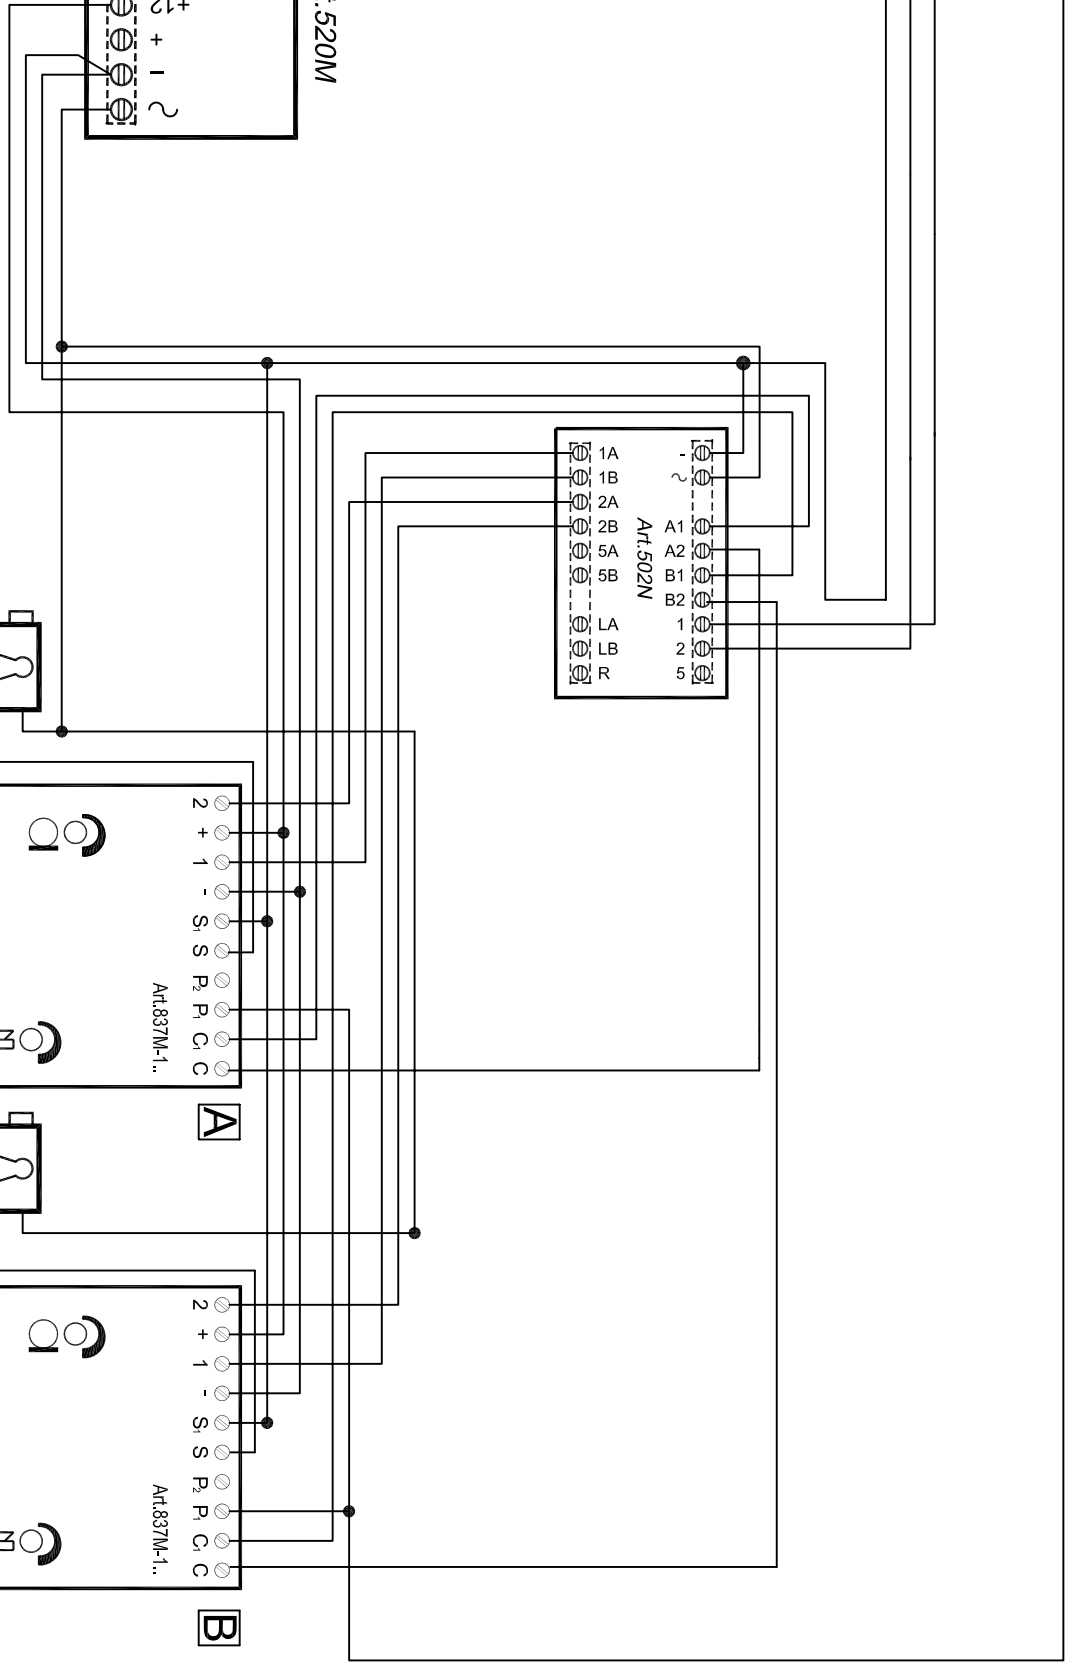 +12
+
–
~
.520M
1A
1B
2A
2B
5A
5B
LA
LB
R
Art.502N
-
~
A1
A2
B1
B2
1
2
5
2
+
1
-
S1
S
P2
P1
C1
C
Art.837M-1..
A
2
+
1
-
S1
S
P2
P1
C1
C
Art.837M-1..
B